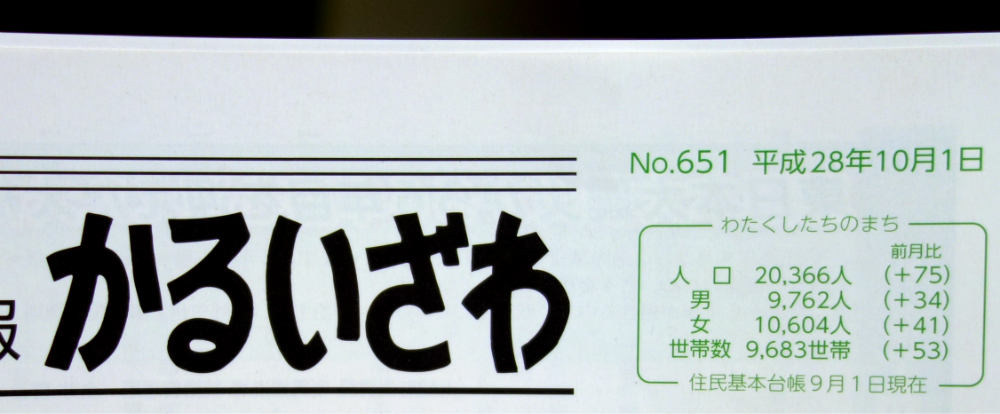 No.651 平成28年10月1日
報 かるいざわ
わたくしたちのまち
前月比
人 口 20,366人 (+75)
男 9,762人 (+34)
女 10,604人 (+41)
世帯数 9,683世帯 (+53)
住民基本台帳9月1日現在